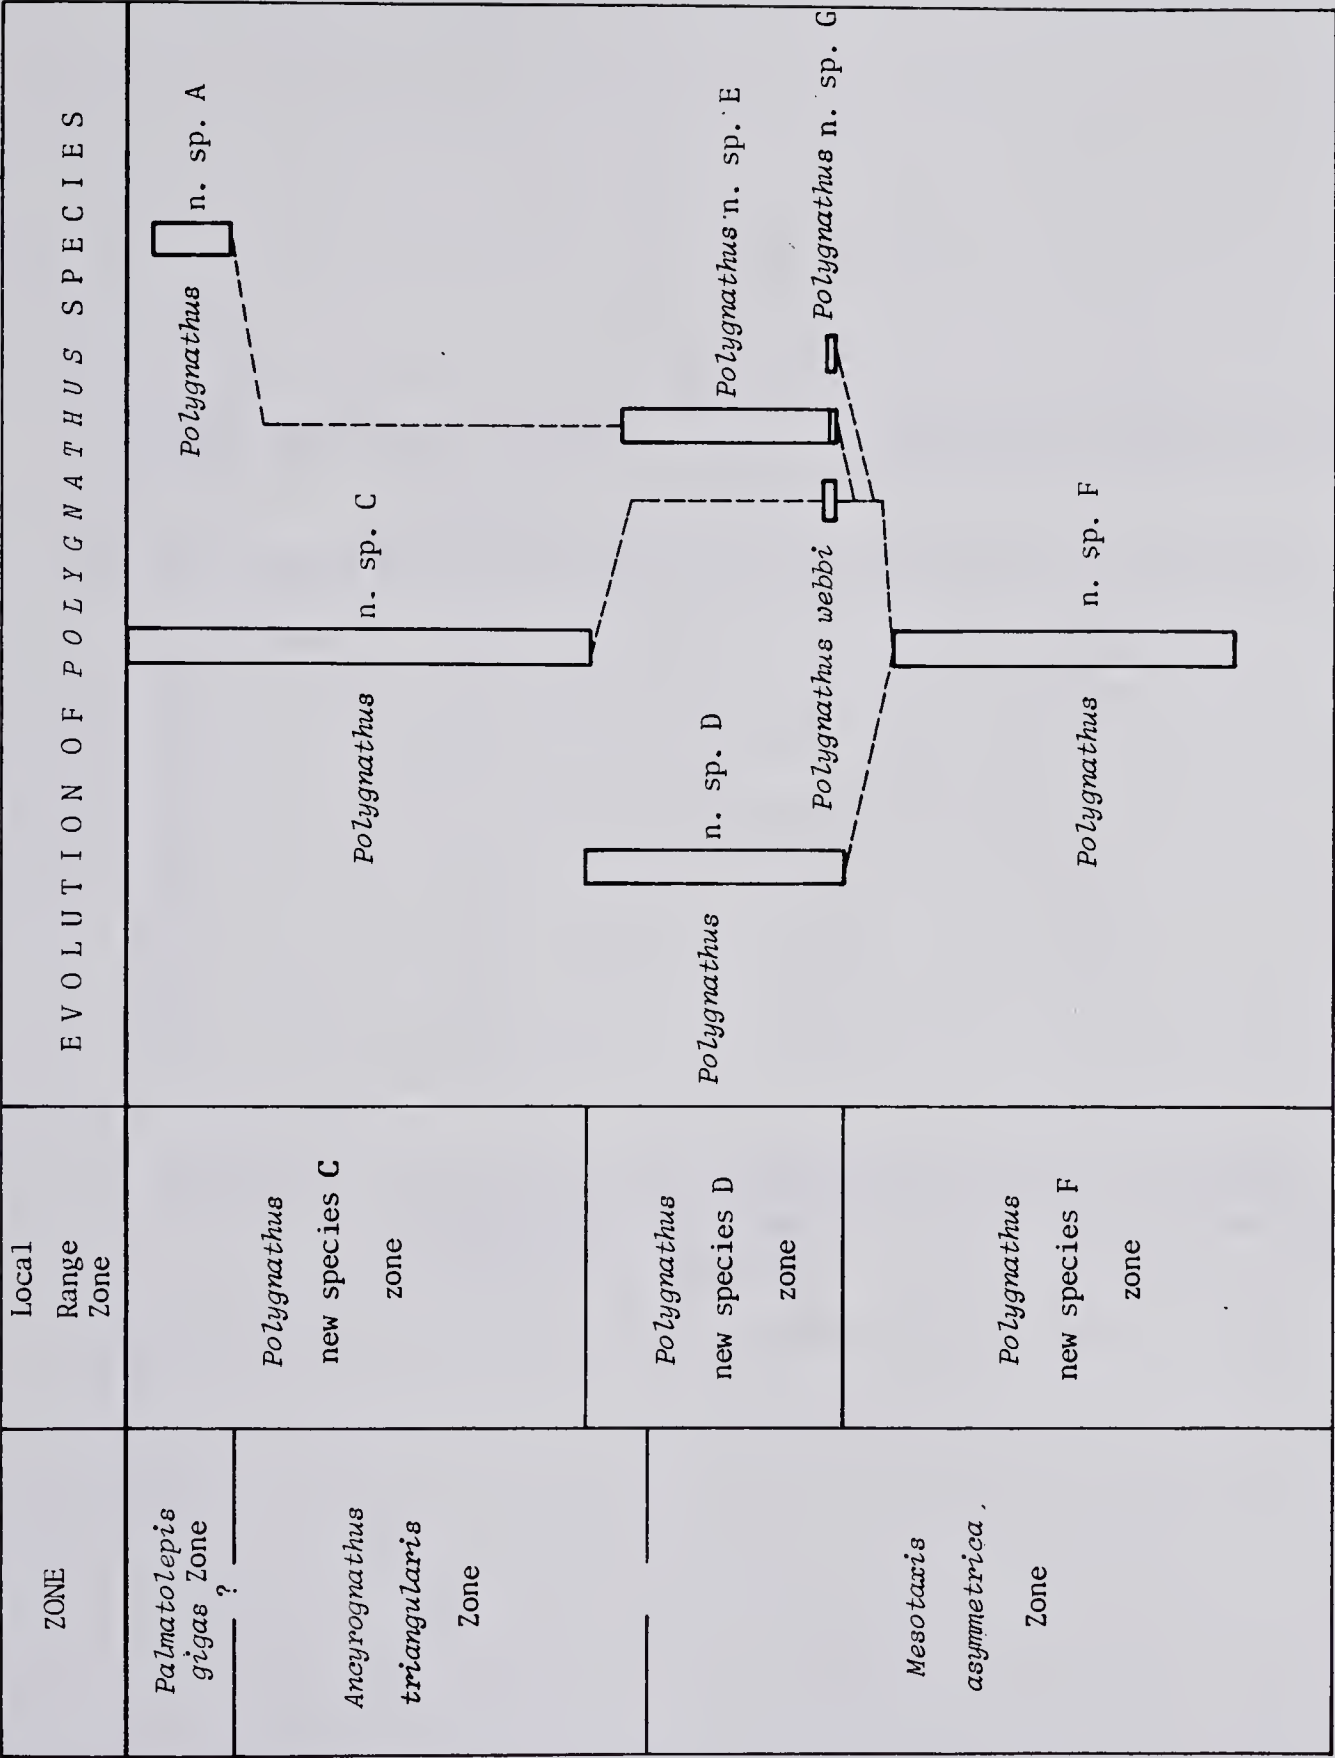 ZONE
Local
Range
Zone
EVOLUTION OF POLYGNATHUS SPECIES
Palmatolepis
gigas Zone
?
Ancyrognathus
triangularis
Zone
Mesotaxis
asymmetrica.
Zone
Polygnathus
new species C
zone
Polygnathus
new species D
zone
Polygnathus
new species F
zone
Polygnathus n. sp. A
Polygnathus n. sp. C
Polygnathus n. sp. D
Polygnathus n. sp. E
Polygnathus webbi
Polygnathus n. sp. G
Polygnathus n. sp. F